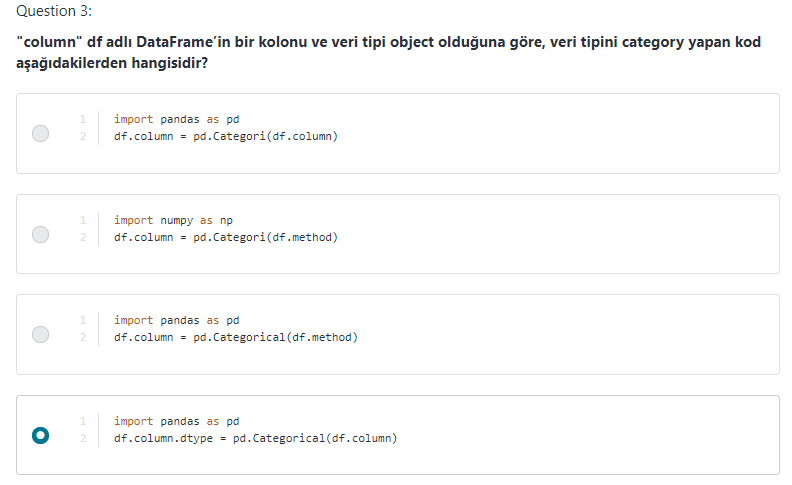 Question 3:
"column" df adlı DataFrame'in bir kolonu ve veri tipi object olduğuna göre, veri tipini category yapan kod
aşağıdakilerden hangisidir?
1 import pandas as pd
2 df.column = pd.Categori(df.column)
1 import numpy as np
2 df.column = pd.Categori(df.method)
1 import pandas as pd
2 df.column = pd.Categorical(df.method)
1 import pandas as pd
2 df.column.dtype = pd.Categorical(df.column)